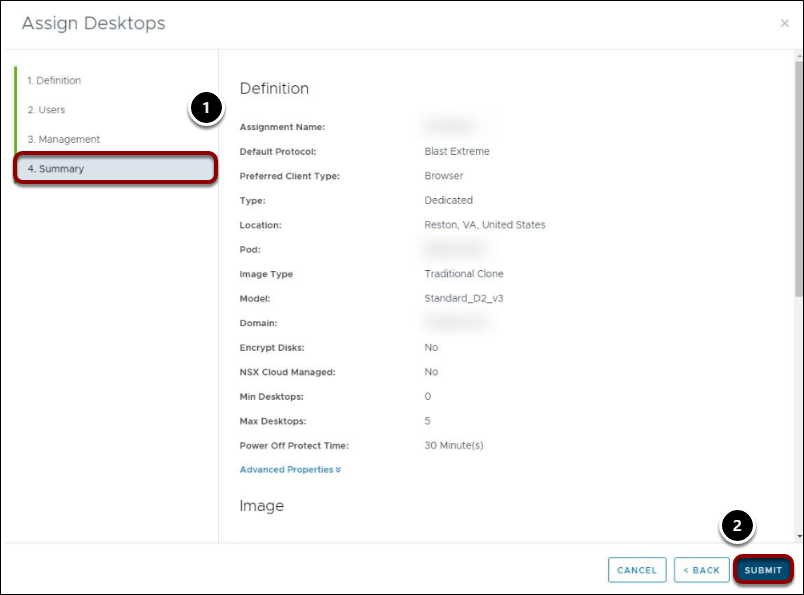 Assign Desktops
×
1. Definition
2. Users
3. Management
4. Summary
1
Definition
Assignment Name:
Default Protocol: Blast Extreme
Preferred Client Type: Browser
Type: Dedicated
Location: Reston, VA, United States
Pod:
Image Type Traditional Clone
Model: Standard_D2_v3
Domain:
Encrypt Disks: No
NSX Cloud Managed: No
Min Desktops: 0
Max Desktops: 5
Power Off Protect Time: 30 Minute(s)
Advanced Properties
Image
2
CANCEL < BACK SUBMIT